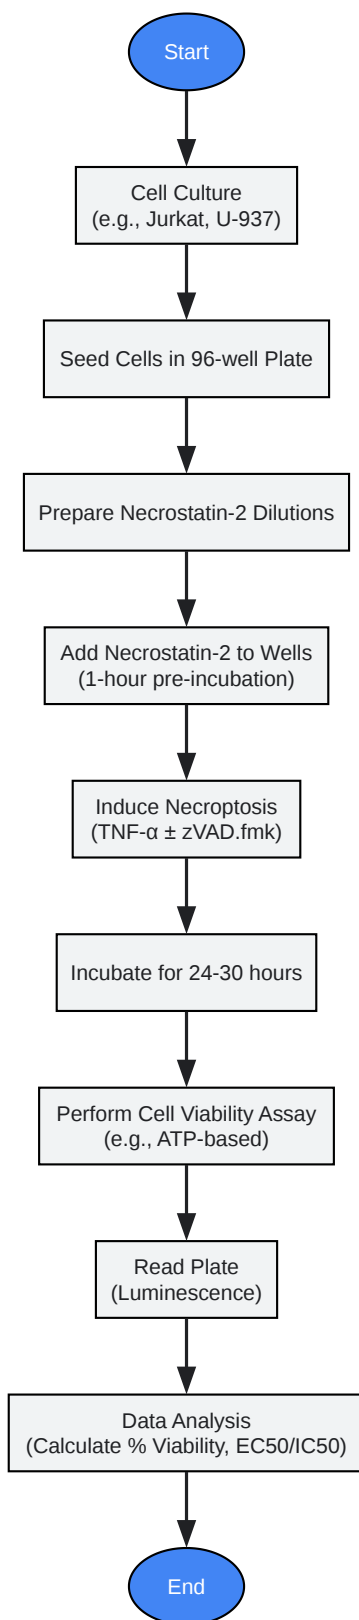 Start
Cell Culture
(e.g., Jurkat, U-937)
Seed Cells in 96-well Plate
Prepare Necrostatin-2 Dilutions
Add Necrostatin-2 to Wells
(1-hour pre-incubation)
Induce Necroptosis
(TNF-α ± zVAD.fmk)
Incubate for 24-30 hours
Perform Cell Viability Assay
(e.g., ATP-based)
Read Plate
(Luminescence)
Data Analysis
(Calculate % Viability, EC50/IC50)
End